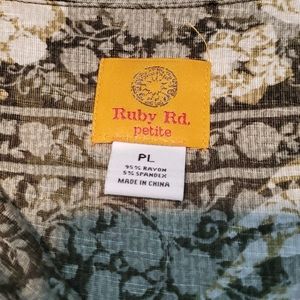 Ruby Rd.
petite
PL
95% RAYON
5% SPANDEX
MADE IN CHINA